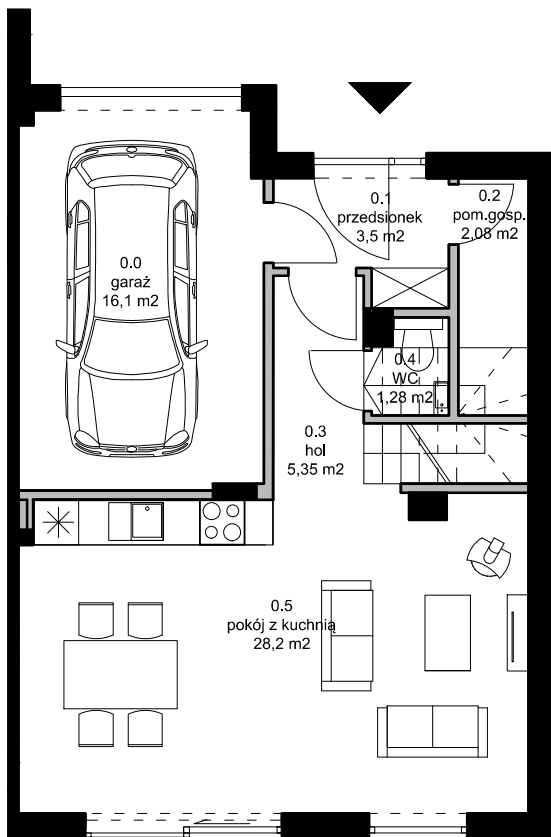 0.1
przedsionek
3,5 m2
0.2
pom.gosp.
2,08 m2
0.0
garaż
16,1 m2
0.4
WC
1,28 m2
0.3
hol
5,35 m2
0.5
pokój z kuchnią
28,2 m2